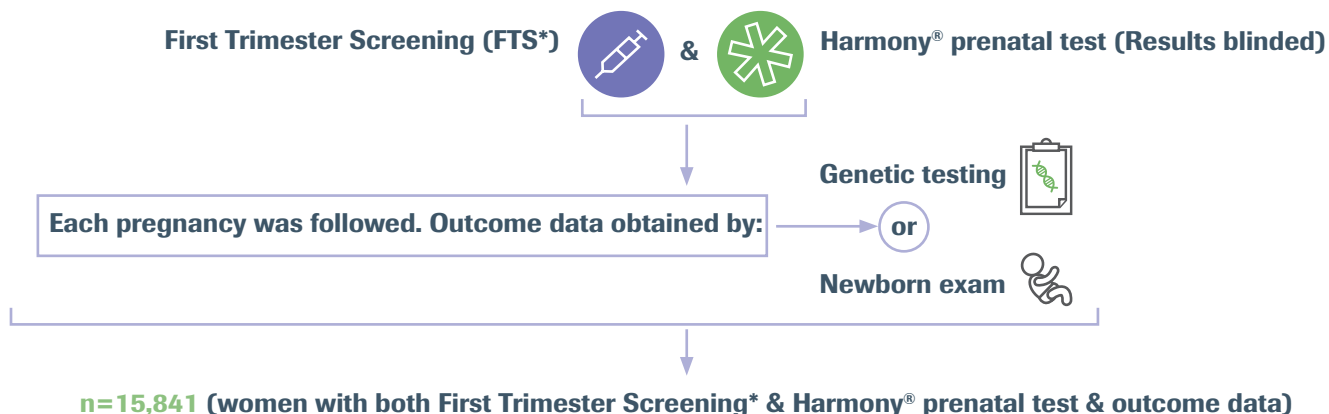 First Trimester Screening (FTS*) & Harmony® prenatal test (Results blinded)
Genetic testing
Each pregnancy was followed. Outcome data obtained by:
or
Newborn exam
n=15,841 (women with both First Trimester Screening* & Harmony® prenatal test & outcome data)